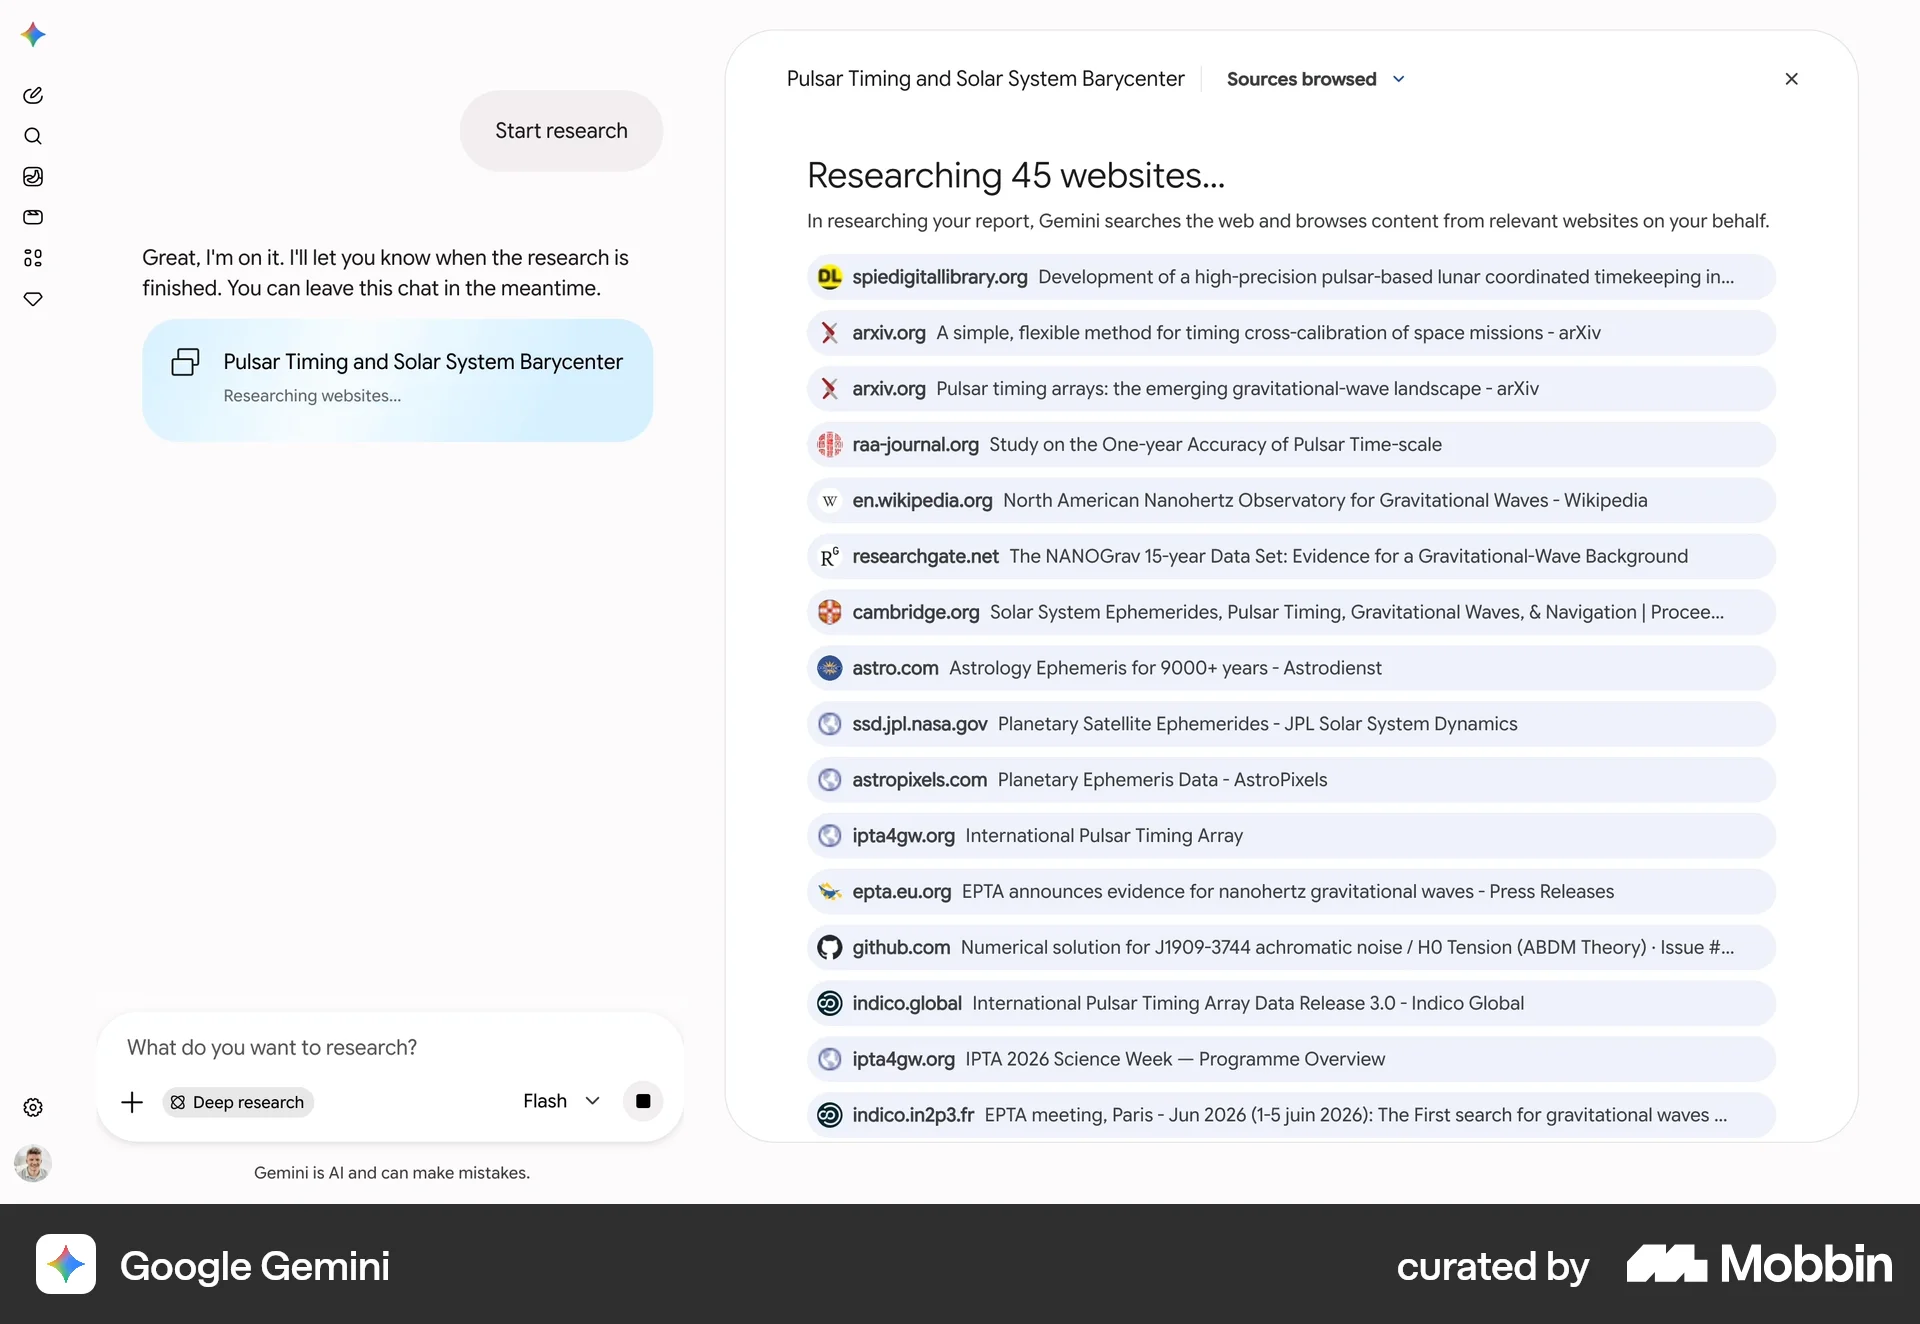 Start research
Great, I'm on it. I'll let you know when the research is
finished. You can leave this chat in the meantime.
Pulsar Timing and Solar System Barycenter
Researching websites...
What do you want to research?
Deep research
Flash
Gemini is AI and can make mistakes.
Pulsar Timing and Solar System Barycenter
Sources browsed
Researching 45 websites...
In researching your report, Gemini searches the web and browses content from relevant websites on your behalf.
DL spiedigitallibrary.org Development of a high-precision pulsar-based lunar coordinated timekeeping in...
arxiv.org A simple, flexible method for timing cross-calibration of space missions - arXiv
arxiv.org Pulsar timing arrays: the emerging gravitational-wave landscape - arXiv
raa-journal.org Study on the One-year Accuracy of Pulsar Time-scale
W en.wikipedia.org North American Nanohertz Observatory for Gravitational Waves - Wikipedia
RG researchgate.net The NANOGrav 15-year Data Set: Evidence for a Gravitational-Wave Background
cambridge.org Solar System Ephemerides, Pulsar Timing, Gravitational Waves, & Navigation | Procee...
astro.com Astrology Ephemeris for 9000+ years - Astrodienst
ssd.jpl.nasa.gov Planetary Satellite Ephemerides - JPL Solar System Dynamics
astropixels.com Planetary Ephemeris Data - AstroPixels
ipta4gw.org International Pulsar Timing Array
epta.eu.org EPTA announces evidence for nanohertz gravitational waves - Press Releases
github.com Numerical solution for J1909-3744 achromatic noise / H0 Tension (ABDM Theory) · Issue #...
indico.global International Pulsar Timing Array Data Release 3.0 - Indico Global
ipta4gw.org IPTA 2026 Science Week — Programme Overview
indico.in2p3.fr EPTA meeting, Paris - Jun 2026 (1-5 juin 2026): The First search for gravitational waves ...
Google Gemini
curated by Mobbin